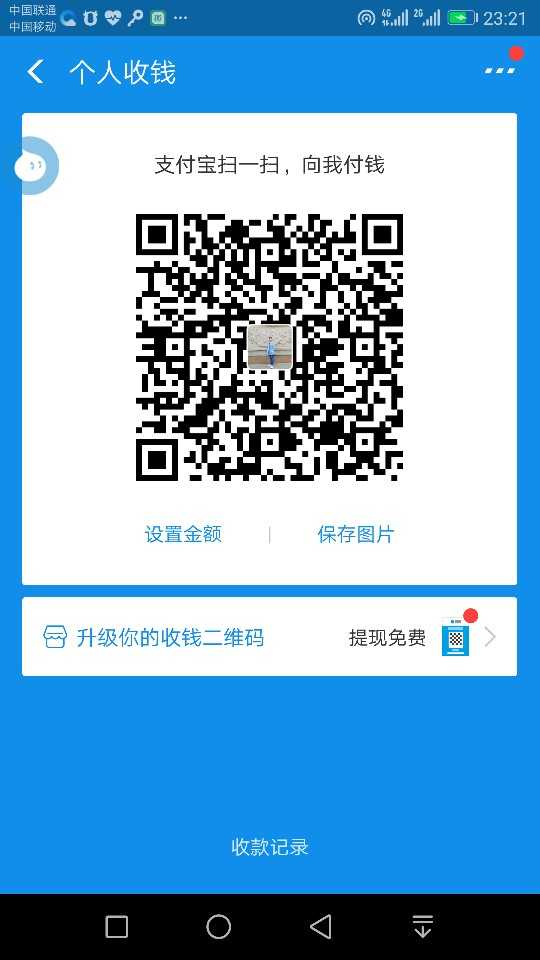 中国联通
中国移动
4G
2G
23:21
个人收钱
支付宝扫一扫，向我付钱
设置金额
保存图片
升级你的收钱二维码
提现免费
收款记录